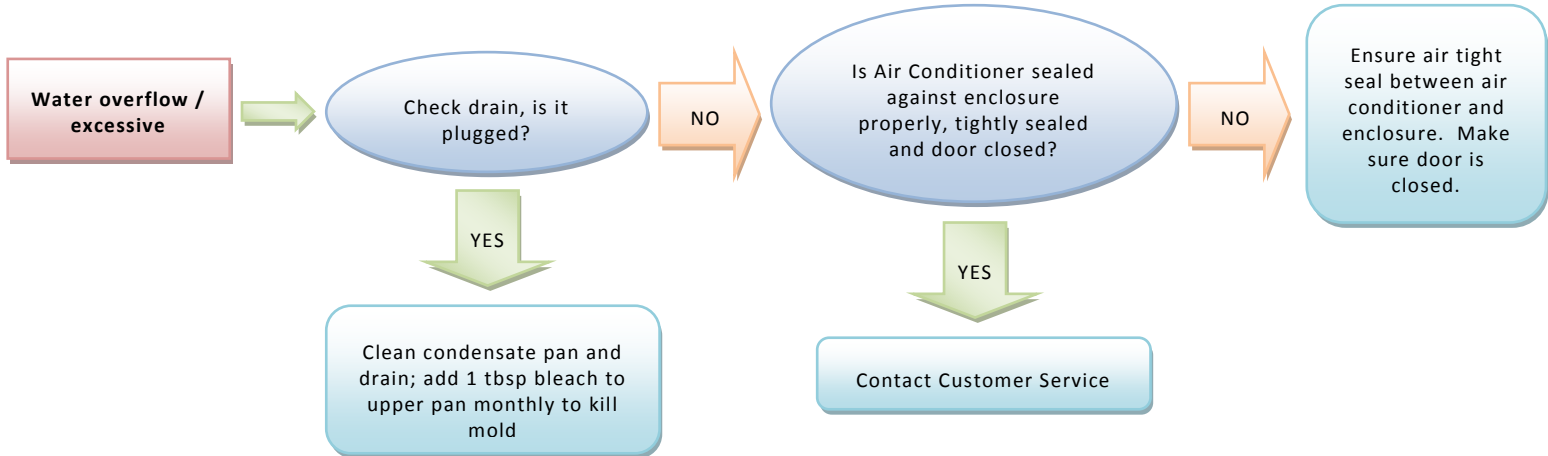 Water overflow /
excessive
Check drain, is it
plugged?
NO
Is Air Conditioner sealed
against enclosure
properly, tightly sealed
and door closed?
NO
Ensure air tight
seal between air
conditioner and
enclosure.  Make
sure door is
closed.
YES
Clean condensate pan and
drain; add 1 tbsp bleach to
upper pan monthly to kill
mold
YES
Contact Customer Service